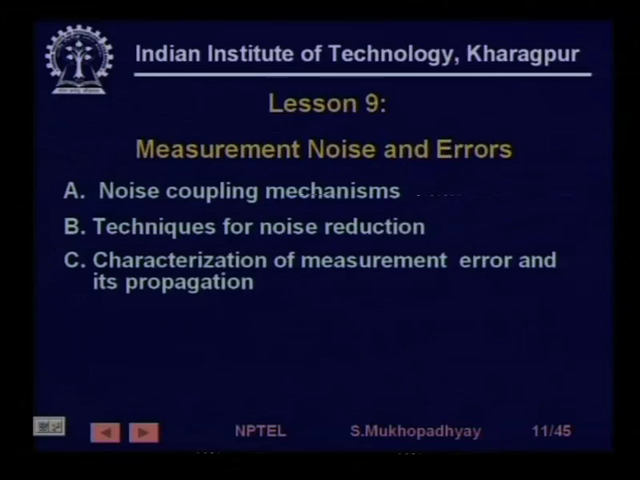 Indian Institute of Technology, Kharagpur
Lesson 9:
Measurement Noise and Errors
A. Noise coupling mechanisms
B. Techniques for noise reduction
C. Characterization of measurement error and
its propagation
NPTEL S.Mukhopadhyay 11/45